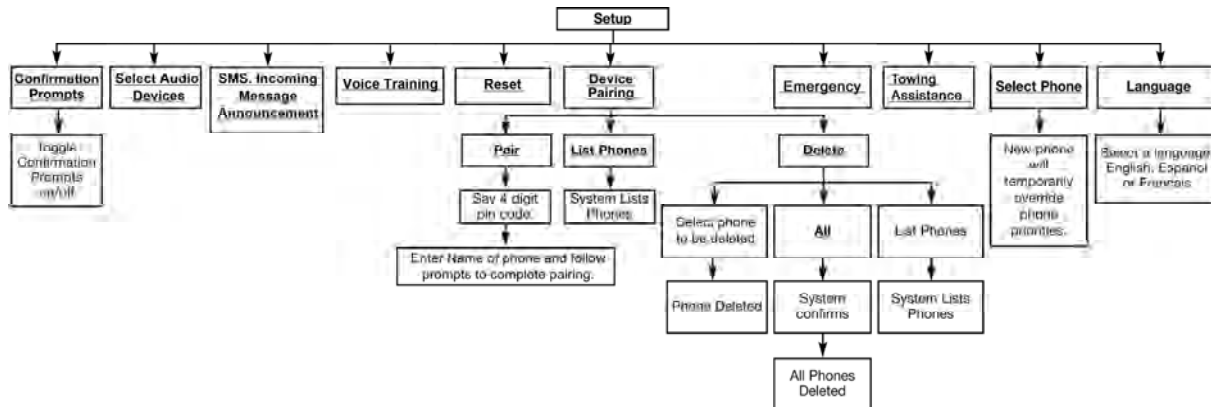 Setup
Confirmation
Prompts
Select Audio
Devices
SMS. Incoming
Message
Announcement
Voice Training
Reset
Device
Pairing
Emergency
Towing
Assistance
Select Phone
Language
Toggle
Confirmation
Prompts
on/off
Pair
List Phones
Delete
New phone
will
temporarily
override
phone
priorities.
Select a language
English, Espanol
or Francais
Say 4 digit
pin code.
System Lists
Phones
Select phone
to be deleted
All
List Phones
Enter Name of phone and follow
prompts to complete pairing.
Phone Deleted
System
confirms
System Lists
Phones
All Phones
Deleted